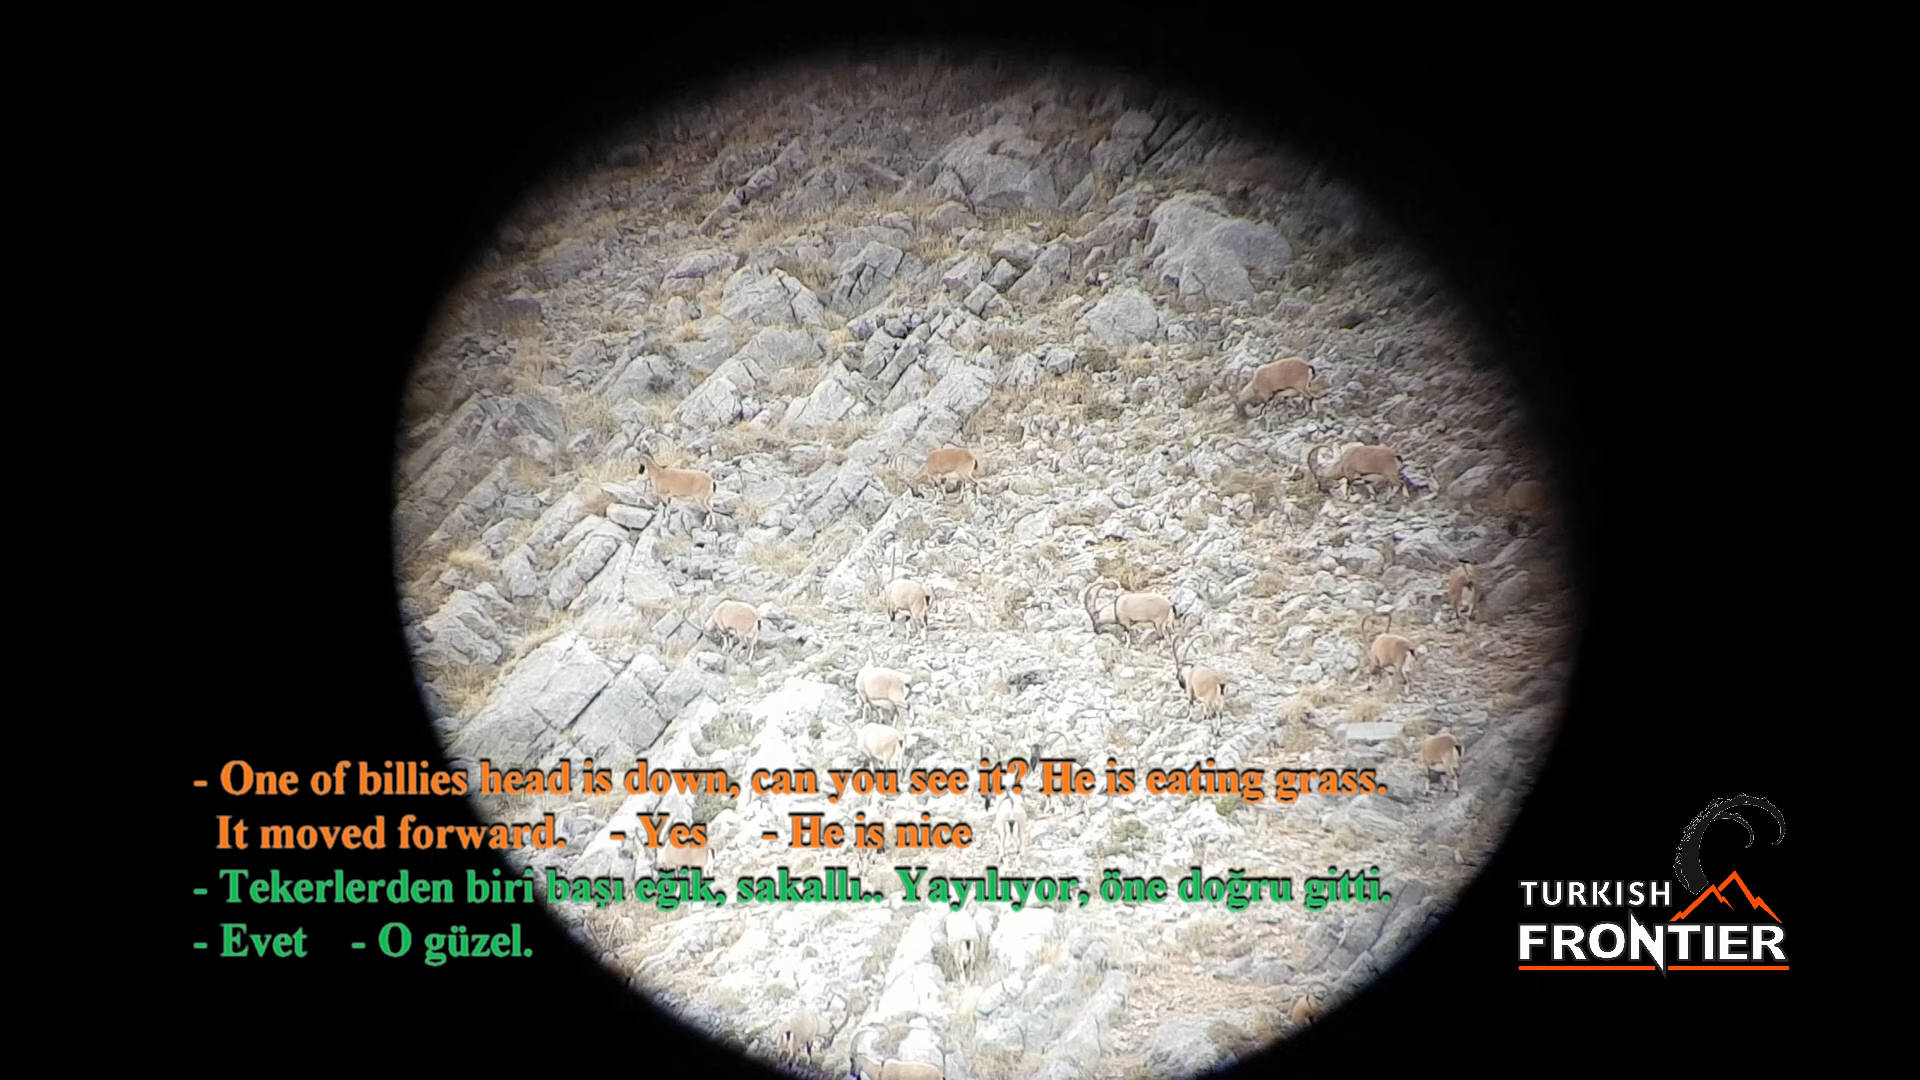 - One of billies head is down, can you see it? He is eating grass.
It moved forward. - Yes - He is nice
- Tekerlerden biri başı eğik, sakallı.. Yayılıyor, öne doğru gitti.
- Evet - O güzel.
TURKISH
FRONTIER